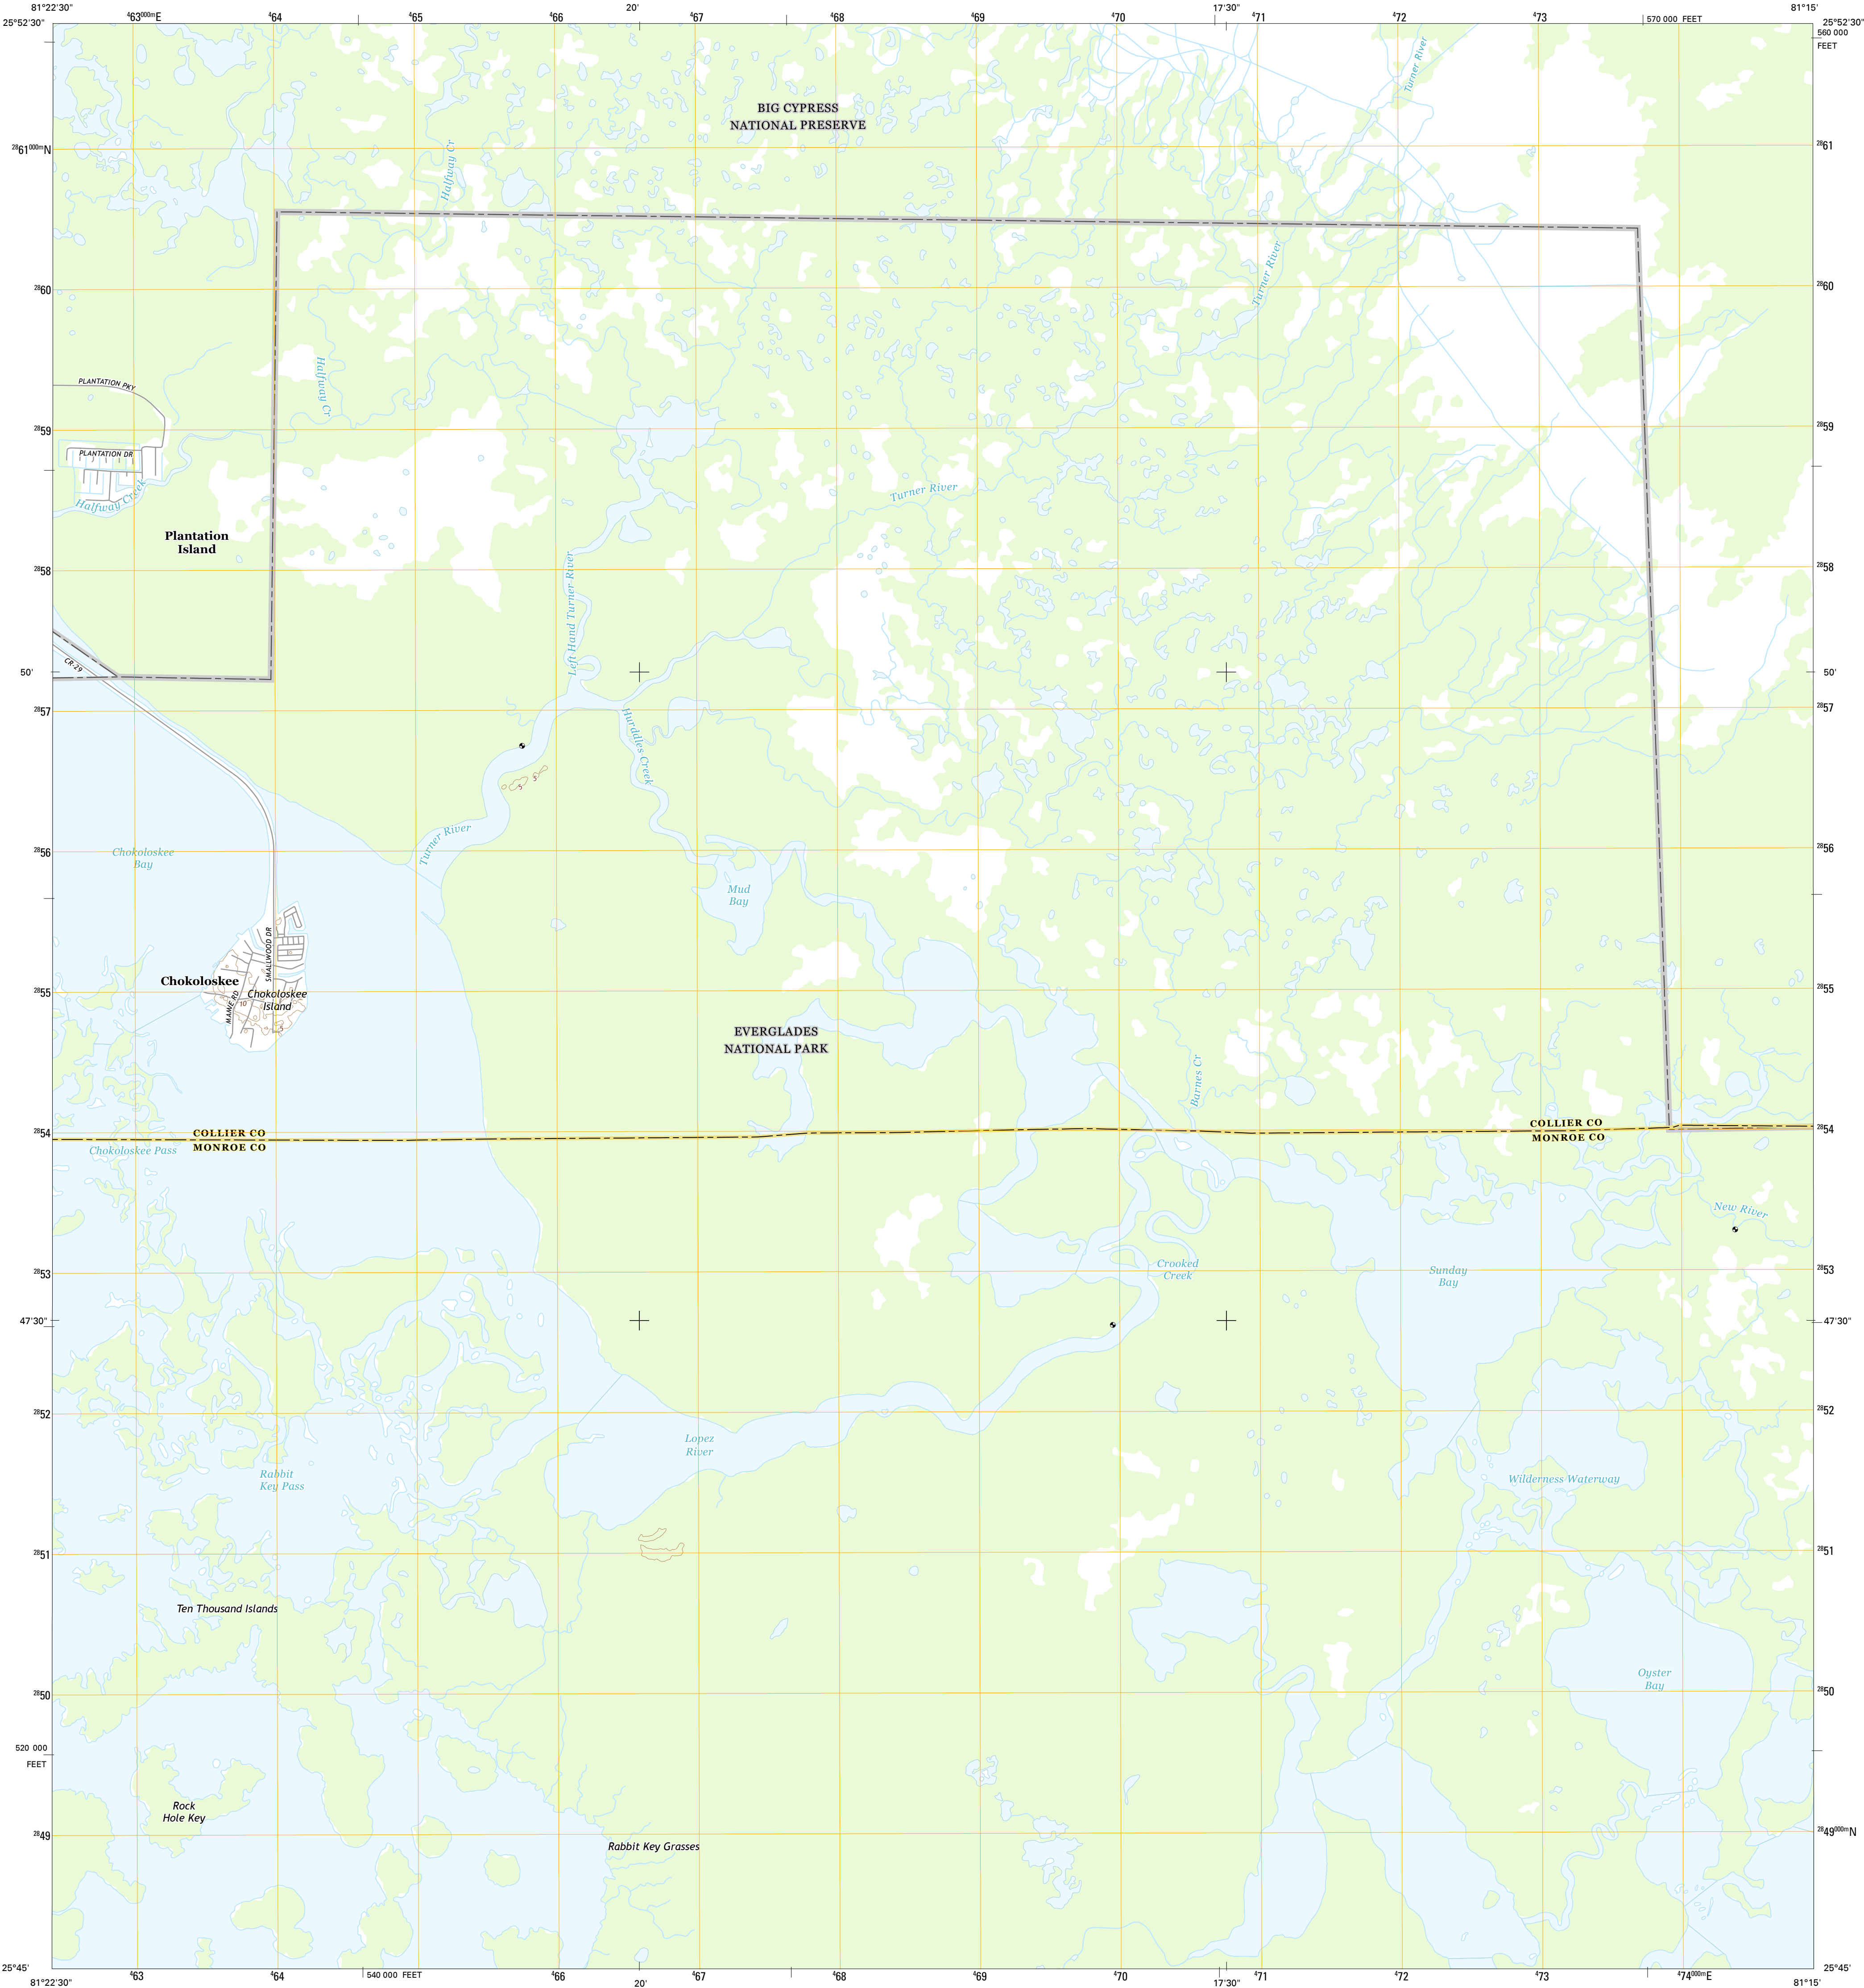 81°22'30"
⁴63⁰⁰⁰ᵐE
⁴64
⁴65
⁴66
20'
⁴67
⁴68
⁴69
⁴70
17'30"
⁴71
⁴72
⁴73
570 000 FEET
81°15'
25°52'30"
25°52'30"
560 000
FEET
Turner River
BIG CYPRESS
NATIONAL PRESERVE
²⁸61⁰⁰⁰ᵐN
²⁸61
Halfway Cr
Turner River
²⁸60
²⁸60
Halfway Cr
PLANTATION PKY
²⁸59
²⁸59
PLANTATION DR
Halfway Creek
Turner River
Plantation
Island
²⁸58
²⁸58
Left Hand Turner River
CR 29
50'
50'
²⁸57
²⁸57
Hurddles Creek
5
5
Turner River
²⁸56
²⁸56
Chokoloskee
Bay
Mud
Bay
SMALLWOOD DR
Chokoloskee
²⁸55
²⁸55
Chokoloskee
Island
MAMIE RD
10
5
EVERGLADES
NATIONAL PARK
Barnes Cr
²⁸54
²⁸54
COLLIER CO
MONROE CO
COLLIER CO
MONROE CO
Chokoloskee Pass
New River
²⁸53
²⁸53
Crooked
Creek
Sunday
Bay
47'30"
47'30"
²⁸52
²⁸52
Lopez
River
Rabbit
Key Pass
Wilderness Waterway
²⁸51
²⁸51
Ten Thousand Islands
Oyster
Bay
²⁸50
²⁸50
520 000
FEET
Rock
Hole Key
²⁸49
²⁸49⁰⁰⁰ᵐN
Rabbit Key Grasses
25°45'
25°45'
81°22'30"
⁴63
⁴64
540 000 FEET
⁴66
20'
⁴67
⁴68
⁴69
⁴70
17'30"
⁴71
⁴72
⁴73
⁴74⁰⁰⁰ᵐE
81°15'